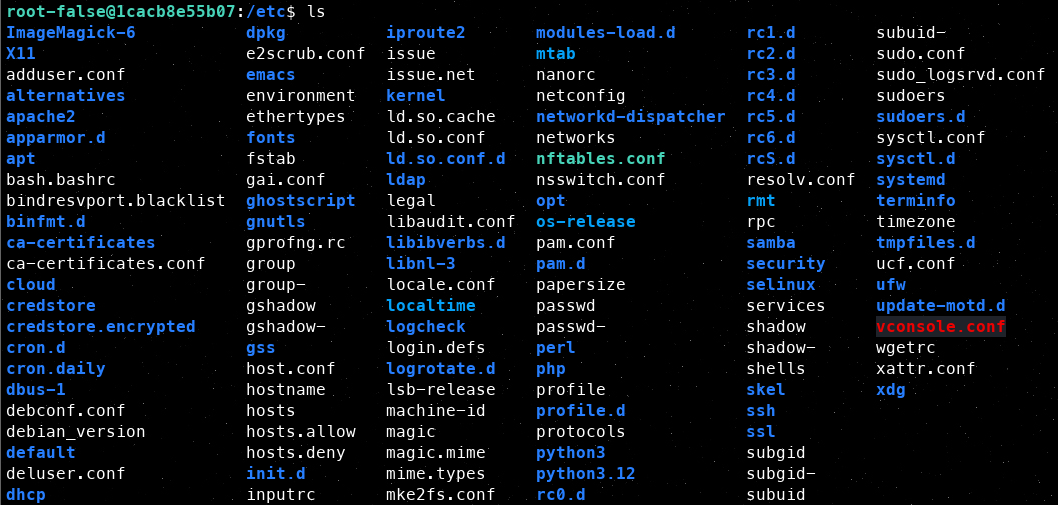 root-false@1cacb8e55b07:/etc$ ls
ImageMagick-6 dpkg iproute2 modules-load.d rc1.d subuid-
X11 e2scrub.conf issue mtab rc2.d sudo.conf
adduser.conf emacs issue.net nanorc rc3.d sudo_logsrvd.conf
alternatives environment kernel netconfig rc4.d sudoers
apache2 ethertypes ld.so.cache networkd-dispatcher rc5.d sudoers.d
apparmor.d fonts ld.so.conf networks rc6.d sysctl.conf
apt fstab ld.so.conf.d nftables.conf rcS.d sysctl.d
bash.bashrc gai.conf ldap nsswitch.conf resolv.conf systemd
bindresvport.blacklist ghostscript legal opt rmt terminfo
binfmt.d gnutls libaudit.conf os-release rpc timezone
ca-certificates gprofng.rc libibverbs.d pam.conf samba tmpfiles.d
ca-certificates.conf group libnl-3 pam.d security ucf.conf
cloud group- locale.conf papersize selinux ufw
credstore gshadow localtime passwd services update-motd.d
credstore.encrypted gshadow- logcheck passwd- shadow vconsole.conf
cron.d gss login.defs perl shadow- wgetrc
cron.daily host.conf logrotate.d php shells xattr.conf
dbus-1 hostname lsb-release profile skel xdg
debconf.conf hosts machine-id profile.d ssh
debian_version hosts.allow magic protocols ssl
default hosts.deny magic.mime python3 subgid
deluser.conf init.d mime.types python3.12 subgid-
dhcp inputrc mke2fs.conf rc0.d subuid